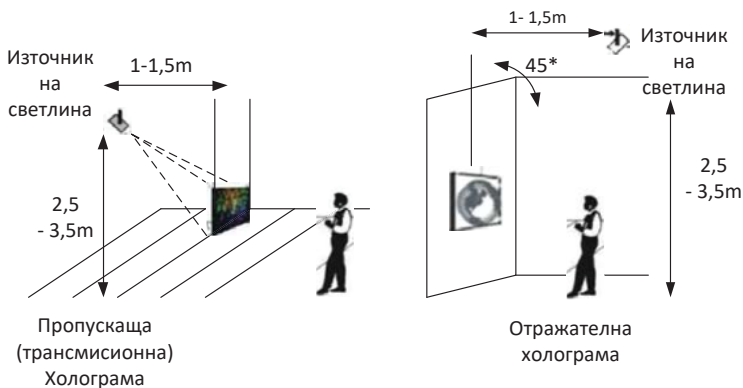 Източник
на
светлина
1-1,5m
2,5
- 3,5m
Пропускаща
(трансмисионна)
Холограма
1- 1,5m
Източник
на
светлина
45*
2,5
- 3,5m
Отражателна
холограма